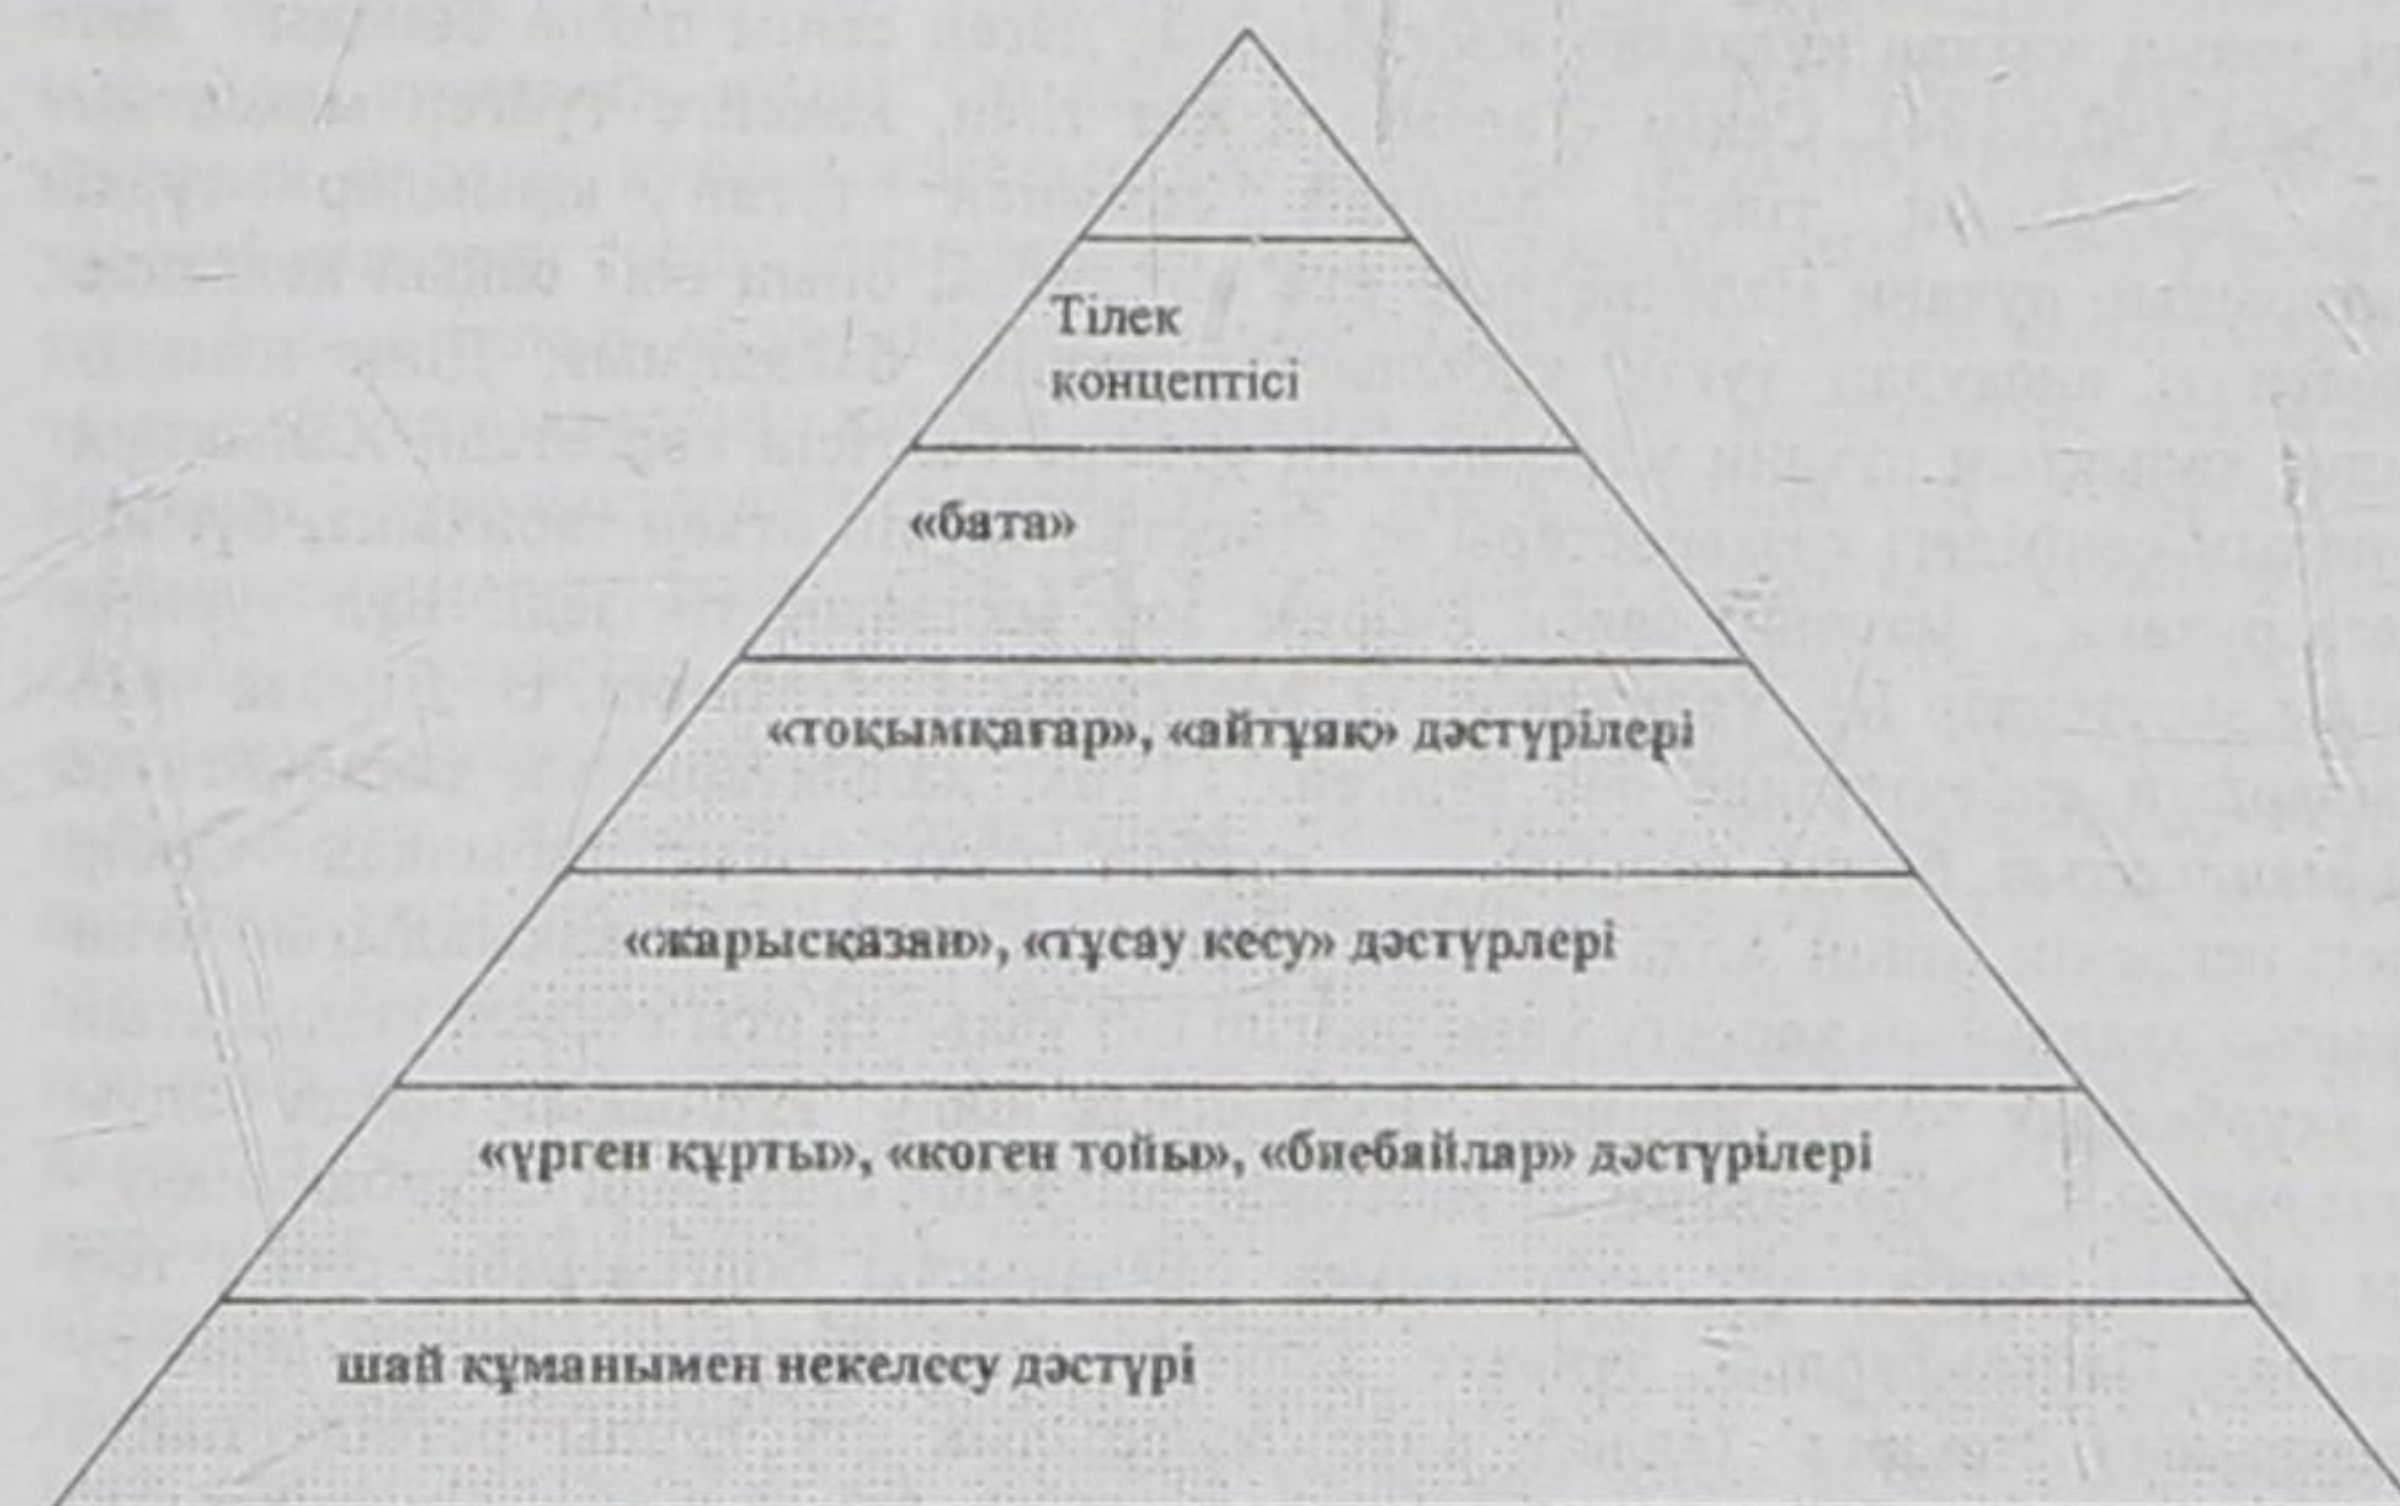 Тілек
концептісі
«бата»
«тоқымқағар», «айтұяқ» дәстүрілері
«жарысқазан», «тұсау кесу» дәстүрлері
«үрген құрты», «көген тойы», «биебайлар» дәстүрілері
шай құманымен некелесу дәстүрі